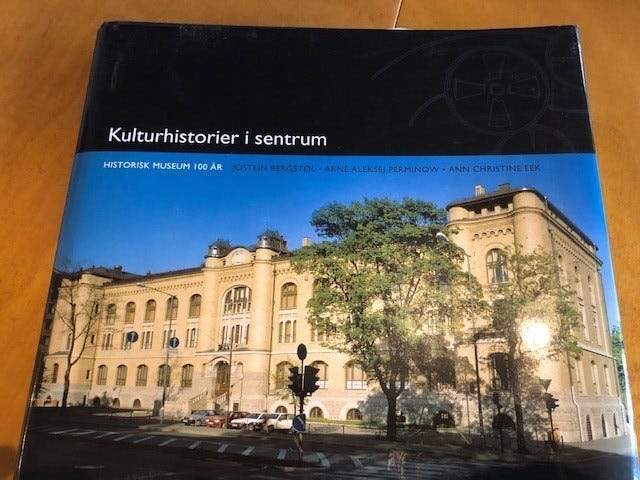 Kulturhistorier i sentrum
HISTORISK MUSEUM 100 ÅR JOSTEIN BERGSTØL • ARNE ALEKSEJ PERMINOW • ANN CHRISTINE EEK